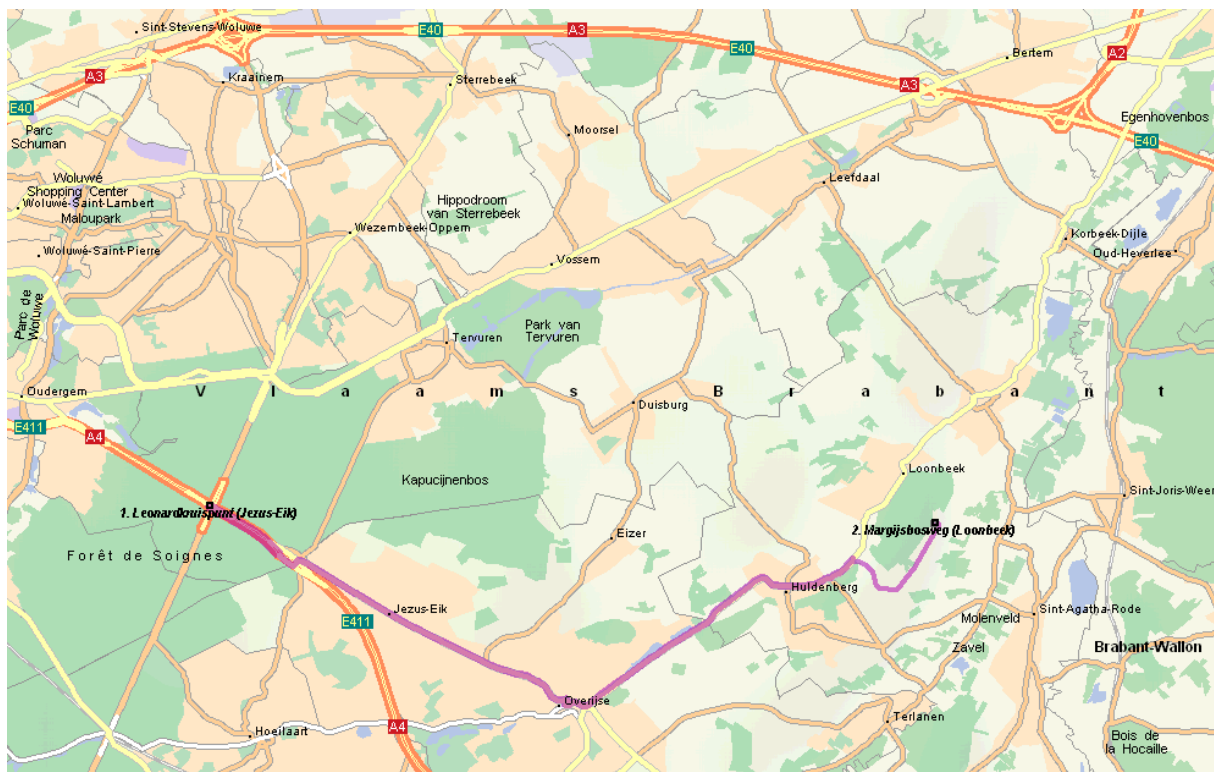 Sint-Stevens-Woluwe
E40
A3
E40
Bertem
A2
A3
Kraainem
Sterrebeek
A3
E40
Moorsel
Egenhovenbos
Parc
Schuman
E40
Woluwé
Shopping Center
Woluwé-Saint-Lambert
Maloupark
Hippodroom
van Sterrebeek
Leefdaal
Wezembeek-Oppem
Korbeek-Dijle
Woluwé-Saint-Pierre
Oud-Heverlee
Vossem
Parc de
Woluwe
Park van
Tervuren
Tervuren
Oudergem
V l a a m s B r a b a n t
Duisburg
E411
A4
Loonbeek
Kapucijnenbos
Sint-Joris-Weer
1. Leonardkruispunt (Jezus-Eik)
2. Margijsbosweg (Loonbeek)
Eizer
Forêt de Soignes
Huldenberg
Jezus-Eik
Sint-Agatha-Rode
E411
Molenveld
Zavel
Brabant-Wallon
Overijse
Terlanen
A4
Hoeilaart
Bois de
la Hocaille